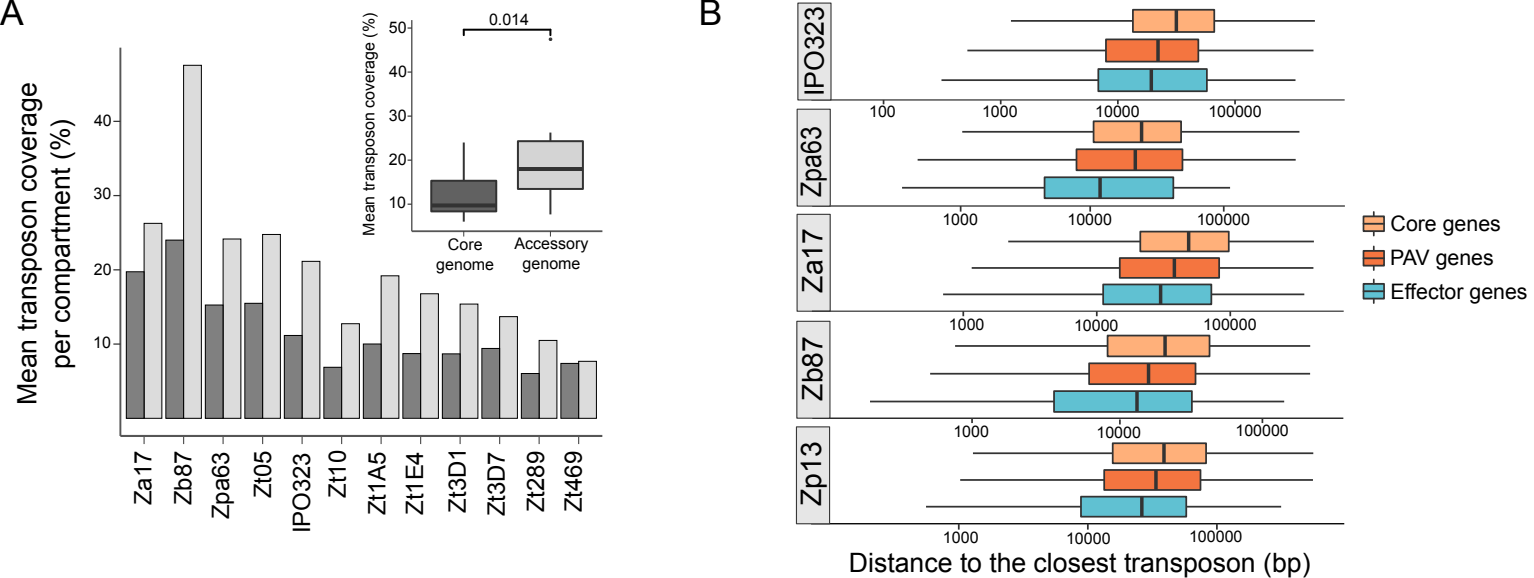 A
Mean transposon coverage
per compartment (%)
40
30
20
10
Za17
Zb87
Zpa63
Zt05
IPO323
Zt10
Zt1A5
Zt1E4
Zt3D1
Zt3D7
Zt289
Zt469
Mean transposon coverage (%)
50
40
30
20
10
0.014
Core
genome
Accessory
genome
B
IPO323
100
1000
10000
100000
Zpa63
1000
10000
100000
Za17
1000
10000
100000
Zb87
1000
10000
100000
Zp13
1000
10000
100000
Distance to the closest transposon (bp)
Core genes
PAV genes
Effector genes